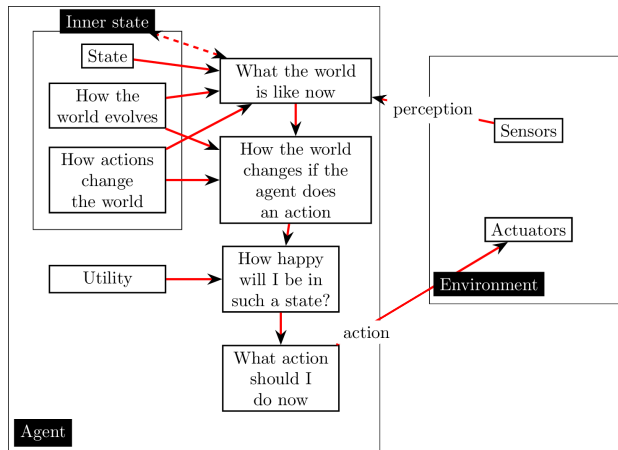 Inner state
State
What the world
is like now
How the
world evolves
perception
Sensors
How actions
change
the world
How the world
changes if the
agent does
an action
Actuators
Utility
How happy
will I be in
such a state?
Environment
action
What action
should I
do now
Agent